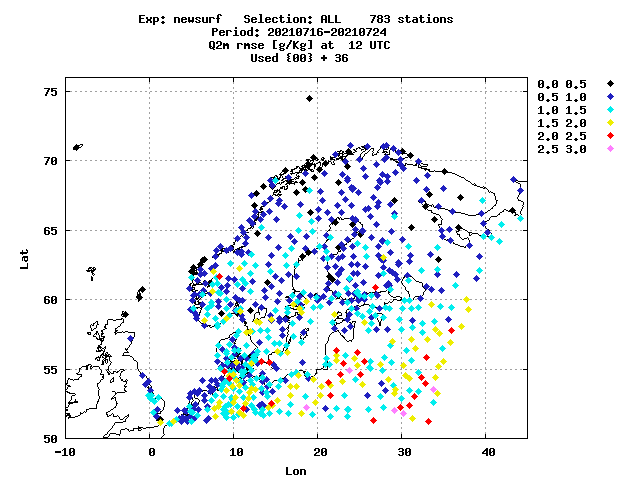 Exp: newsurf   Selection: ALL    783 stations
Period: 20210716-20210724
Q2m rmse [g/Kg] at  12 UTC
Used {00} + 36
0.0 0.5
0.5 1.0
1.0 1.5
1.5 2.0
2.0 2.5
2.5 3.0
75
70
65
60
55
50
Lat
-10 0 10 20 30 40
Lon